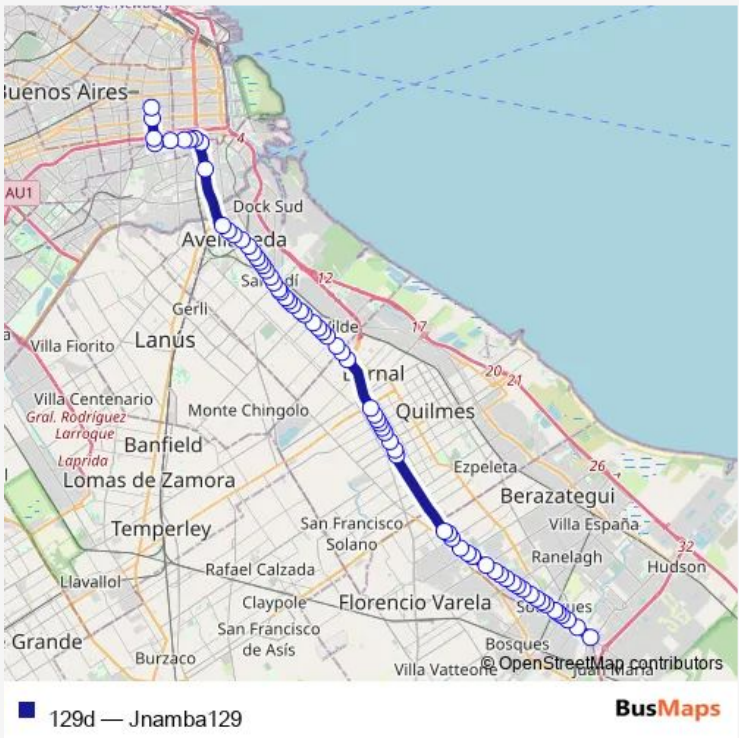 Buenos Aires
4
AU1
Dock Sud
Avellaneda
12
Gerli
17
Lanús
Villa Fiorito
20
21
Villa Centenario
Gral. Rodríguez
Larroque
Monte Chingolo
Quilmes
Banfield
Laprida
26
Ezpeleta
Lomas de Zamora
Berazategui
San Francisco
Solano
Temperley
Villa España
32
Ranelagh
Hudson
Rafael Calzada
Llavallol
Claypole
Florencio Varela
San Francisco
de Asís
Grande
Bosques
Burzaco
Villa Vatteone
© OpenStreetMap contributors
129d — Jnamba129
BusMaps